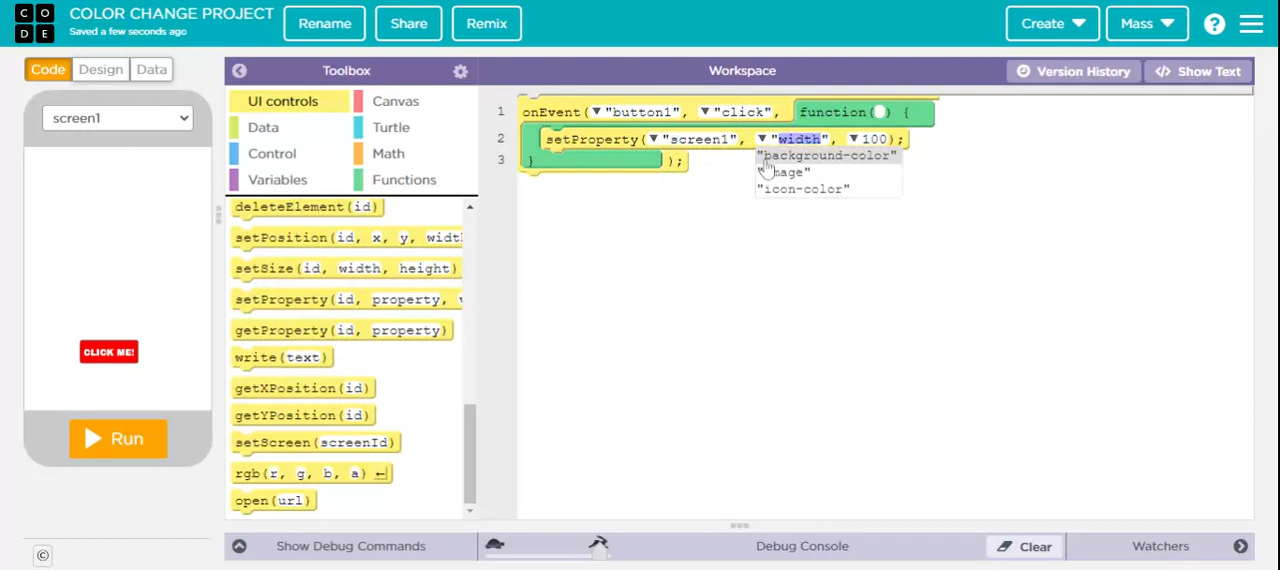 CO
DE
COLOR CHANGE PROJECT
Saved a few seconds ago
Rename
Share
Remix
Create
Mass
?
Code
Design
Data
Toolbox
Workspace
Version History
</> Show Text
screen1
CLICK ME!
Run
UI controls
Canvas
Data
Turtle
Control
Math
Variables
Functions
deleteElement(id)
setPosition(id, x, y, widt
setSize(id, width, height)
setProperty(id, property,
getProperty(id, property)
write(text)
getXPosition(id)
getYPosition(id)
setScreen(screenId)
rgb(r, g, b, a)
open(url)
1 onEvent("button1", "click", function() {
2 setProperty("screen1", "width", 100);
3 } );
"background-color"
"image"
"icon-color"
©
Show Debug Commands
Debug Console
Clear
Watchers